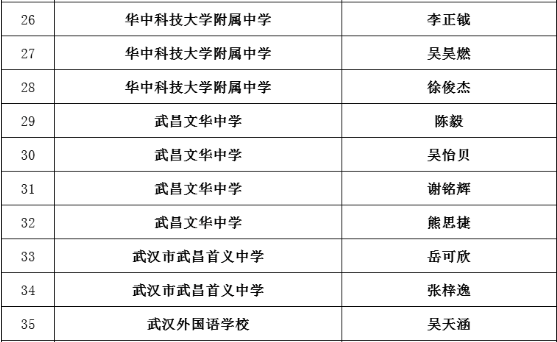 26 华中科技大学附属中学 李正钺
27 华中科技大学附属中学 吴昊燃
28 华中科技大学附属中学 徐俊杰
29 武昌文华中学 陈毅
30 武昌文华中学 吴怡贝
31 武昌文华中学 谢铭辉
32 武昌文华中学 熊思捷
33 武汉市武昌首义中学 岳可欣
34 武汉市武昌首义中学 张梓逸
35 武汉外国语学校 吴天涵